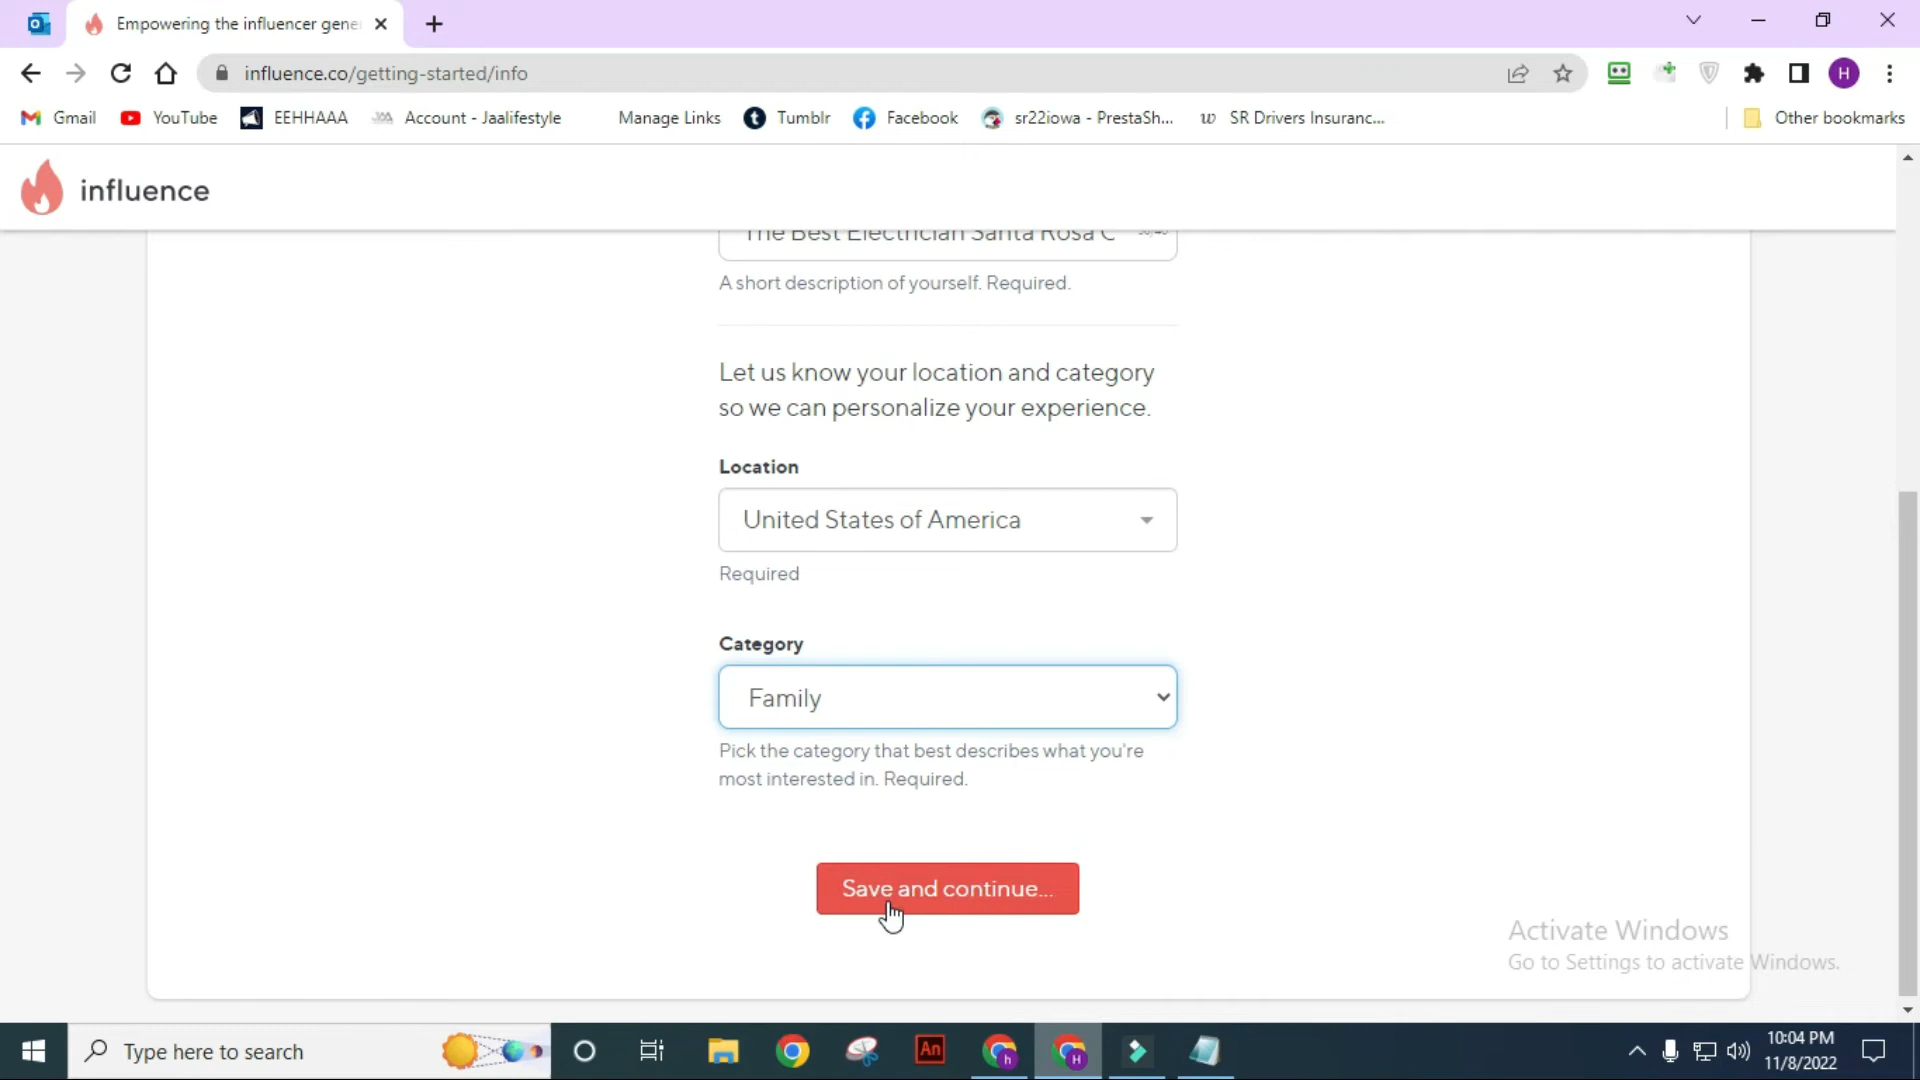 Empowering the influencer gene
influence.co/getting-started/info
H
Gmail
YouTube
EEHHAAA
Account - Jaalifestyle
Manage Links
Tumblr
Facebook
sr22iowa - PrestaSh...
SR Drivers Insuranc...
Other bookmarks
influence
The Best Electrician Santa Rosa C
A short description of yourself. Required.
Let us know your location and category
so we can personalize your experience.
Location
United States of America
Required
Category
Family
Pick the category that best describes what you're
most interested in. Required.
Save and continue...
Activate Windows
Go to Settings to activate Windows.
Type here to search
An
h
H
10:04 PM
11/8/2022